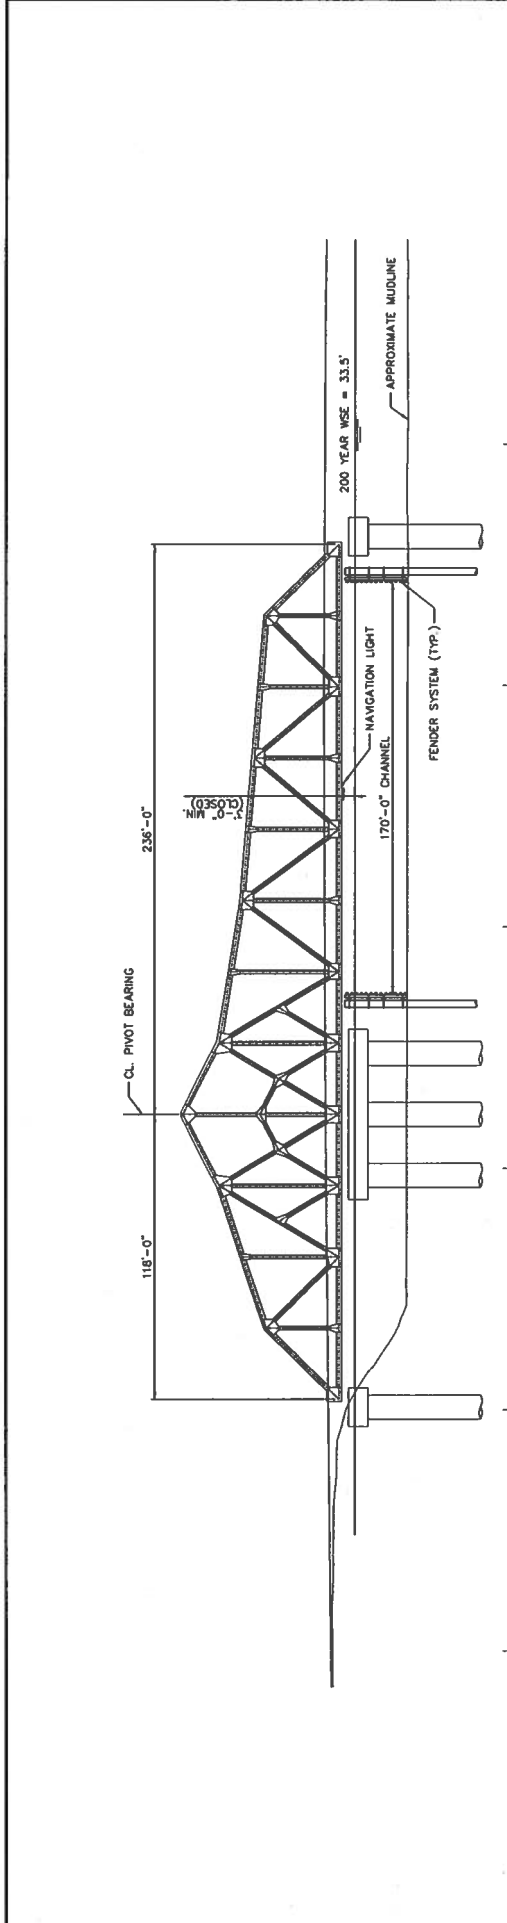 CL. PIVOT BEARING
118'-0"
236'-0"
3'-0" MIN.
(CLOSED)
200 YEAR WSE = 33.5'
NAVIGATION LIGHT
170'-0" CHANNEL
APPROXIMATE MUDLINE
FENDER SYSTEM (TYP.)